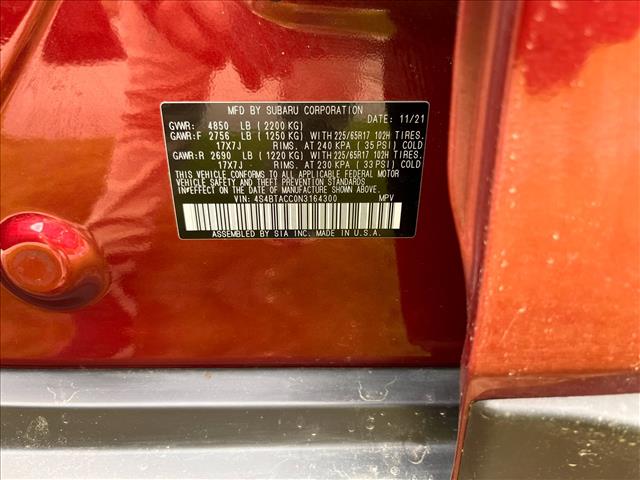 MFD BY SUBARU CORPORATION
DATE: 11/21
GVWR: 4850 LB (2200 KG)
GAWR:F 2756 LB (1250 KG) WITH 225/65R17 102H TIRES.
17X7J RIMS. AT 240 KPA (35 PSI) COLD
GAWR:R 2690 LB (1220 KG) WITH 225/65R17 102H TIRES.
17X7J RIMS. AT 230 KPA (33 PSI) COLD
THIS VEHICLE CONFORMS TO ALL APPLICABLE FEDERAL MOTOR
VEHICLE SAFETY, BUMPER, AND THEFT PREVENTION STANDARDS
IN EFFECT ON THE DATE OF MANUFACTURE SHOWN ABOVE.
VIN: 4S4BTACC0N3164300 MPV
ASSEMBLED BY SIA INC. MADE IN U.S.A.